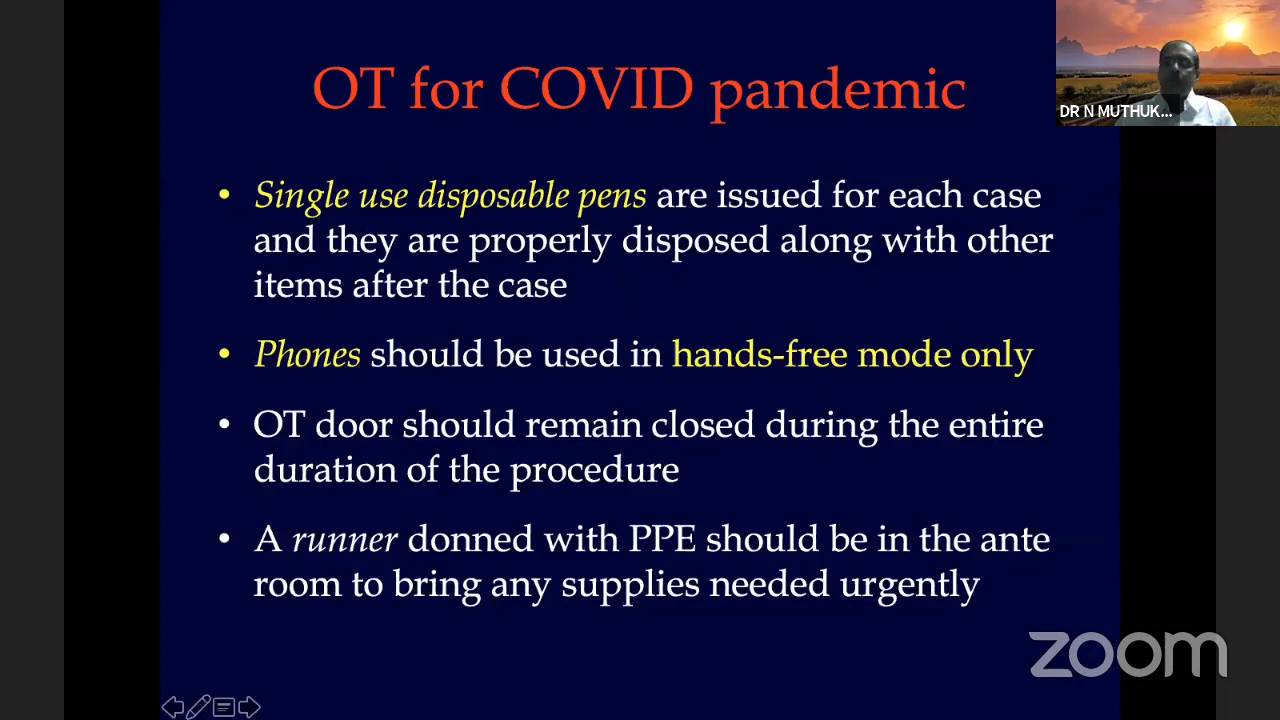 OT for COVID pandemic
DR N MUTHUK...
• Single use disposable pens are issued for each case
and they are properly disposed along with other
items after the case
• Phones should be used in hands-free mode only
• OT door should remain closed during the entire
duration of the procedure
• A runner donned with PPE should be in the ante
room to bring any supplies needed urgently
zoom